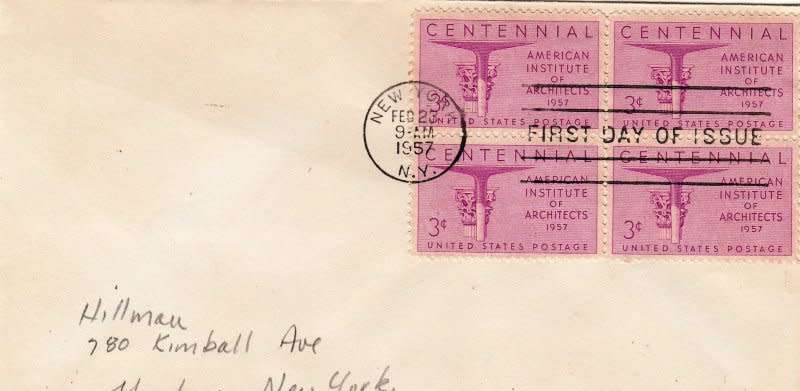 CENTENNIAL
AMERICAN
INSTITUTE
OF
ARCHITECTS
1957
3¢
UNITED STATES POSTAGE
CENTENNIAL
AMERICAN
INSTITUTE
OF
ARCHITECTS
1957
3¢
UNITED STATES POSTAGE
NEW YORK
FEB 23
9-AM
1957
N.Y.
FIRST DAY OF ISSUE
CENTENNIAL
AMERICAN
INSTITUTE
OF
ARCHITECTS
1957
3¢
UNITED STATES POSTAGE
CENTENNIAL
AMERICAN
INSTITUTE
OF
ARCHITECTS
1957
3¢
UNITED STATES POSTAGE
Hillman
780 Kimball Ave
New York